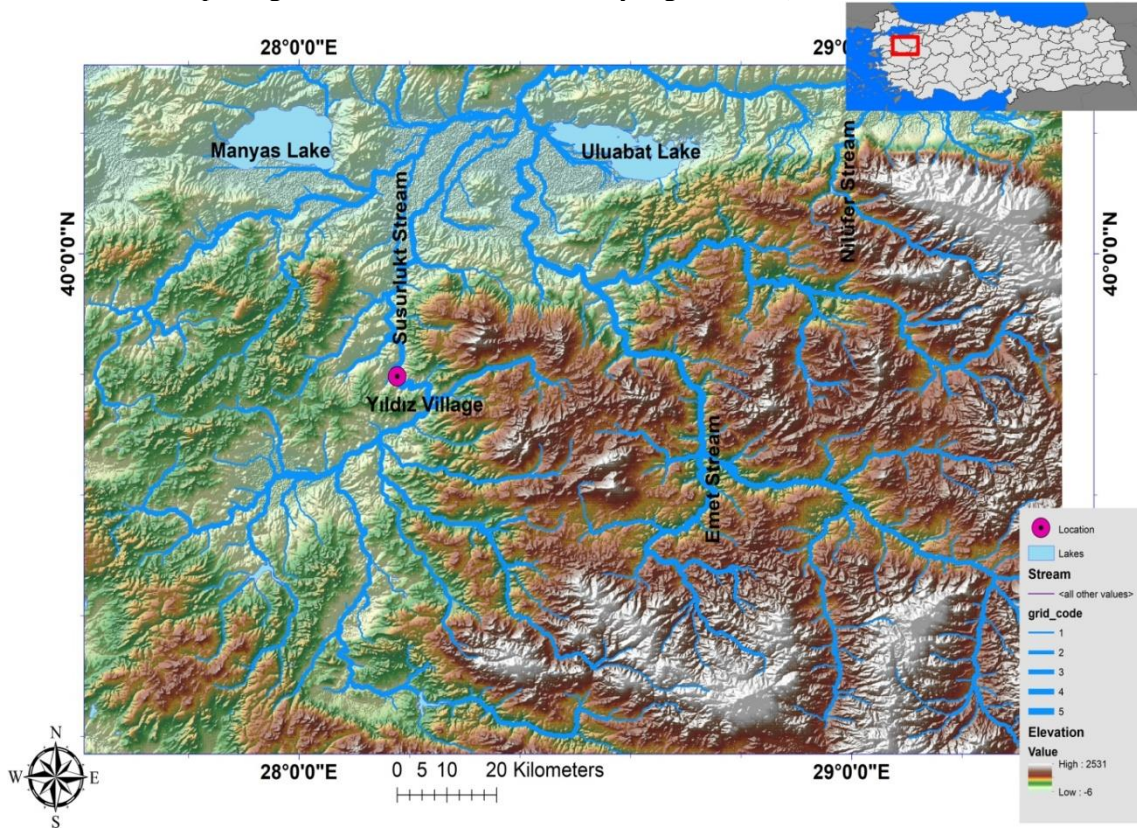 28°0'0"E
29°0'
Manyas Lake
Uluabat Lake
Susurlukt Stream
Nilüfer Stream
40°0'0"N
40°0'0"N
Yıldız Village
Emet Stream
Location
Lakes
Stream
<all other values>
grid_code
1
2
3
4
5
Elevation
Value
High : 2531
Low : -6
N
W
E
S
28°0'0"E
0 5 10 20 Kilometers
29°0'0"E